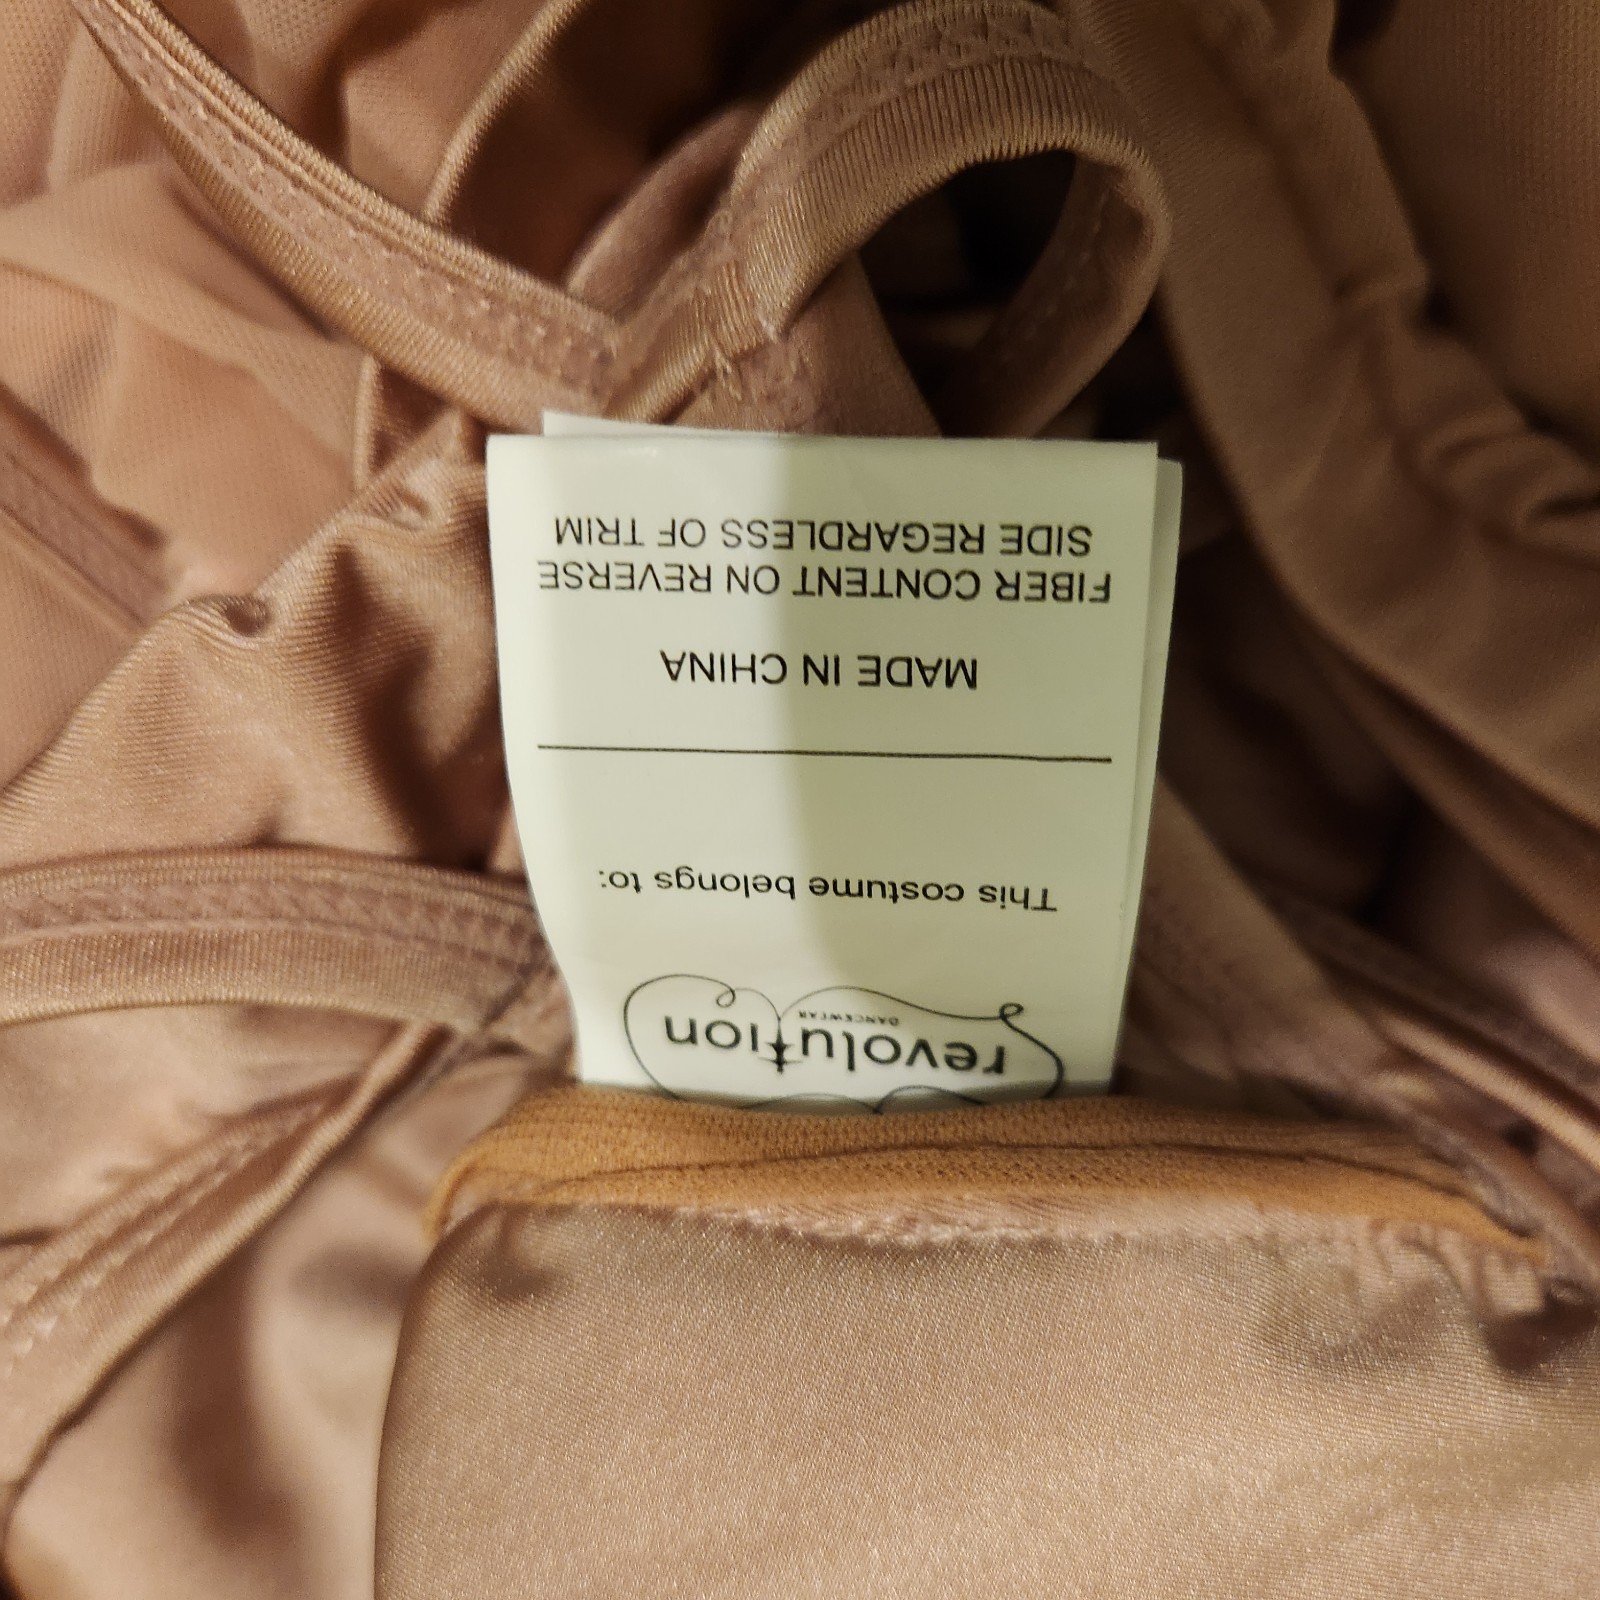 revolution
DANCEWEAR
This costume belongs to:
MADE IN CHINA
FIBER CONTENT ON REVERSE
SIDE REGARDLESS OF TRIM